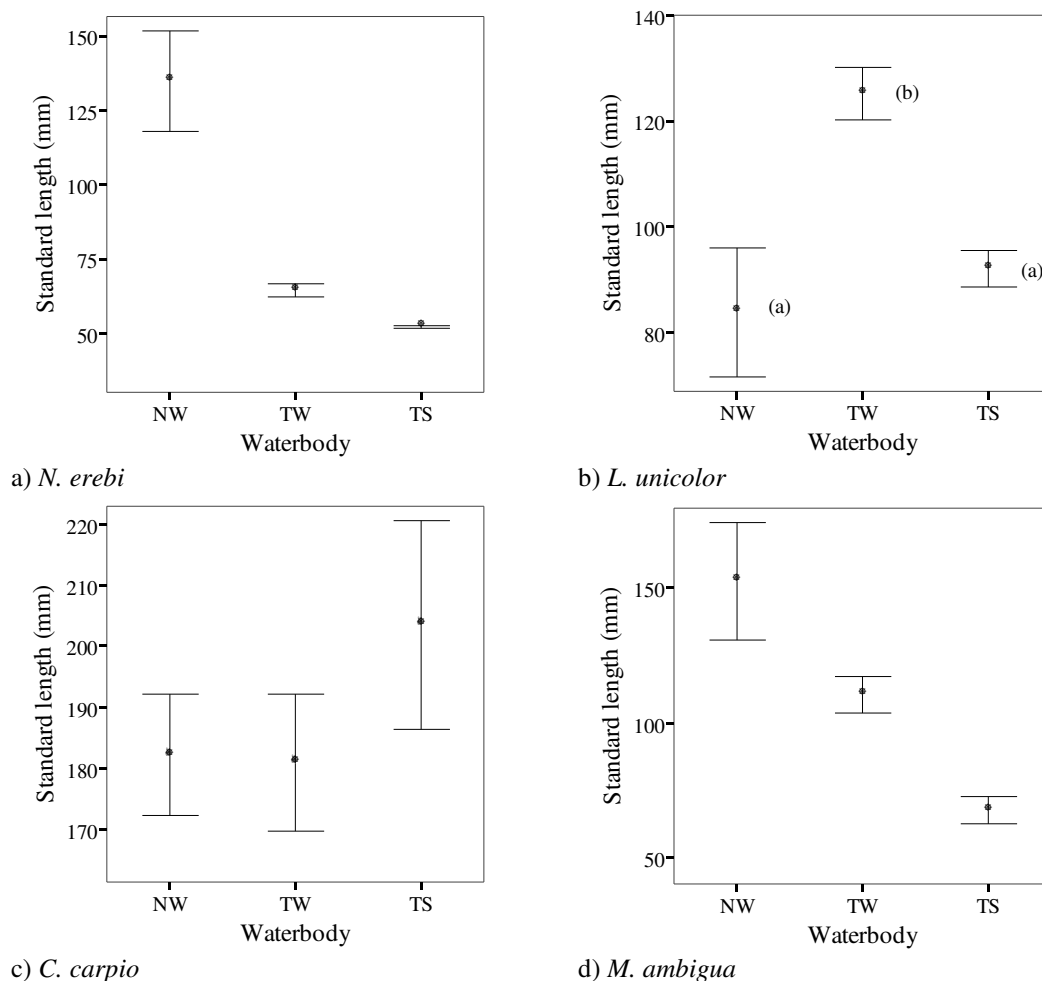 150
125
100
75
50
Standard length (mm)
NW TW TS
Waterbody
a) N. erebi
140
120
100
80
Standard length (mm)
(a)
(b)
(a)
NW TW TS
Waterbody
b) L. unicolor
220
210
200
190
180
170
Standard length (mm)
NW TW TS
Waterbody
c) C. carpio
150
100
50
Standard length (mm)
NW TW TS
Waterbody
d) M. ambigua